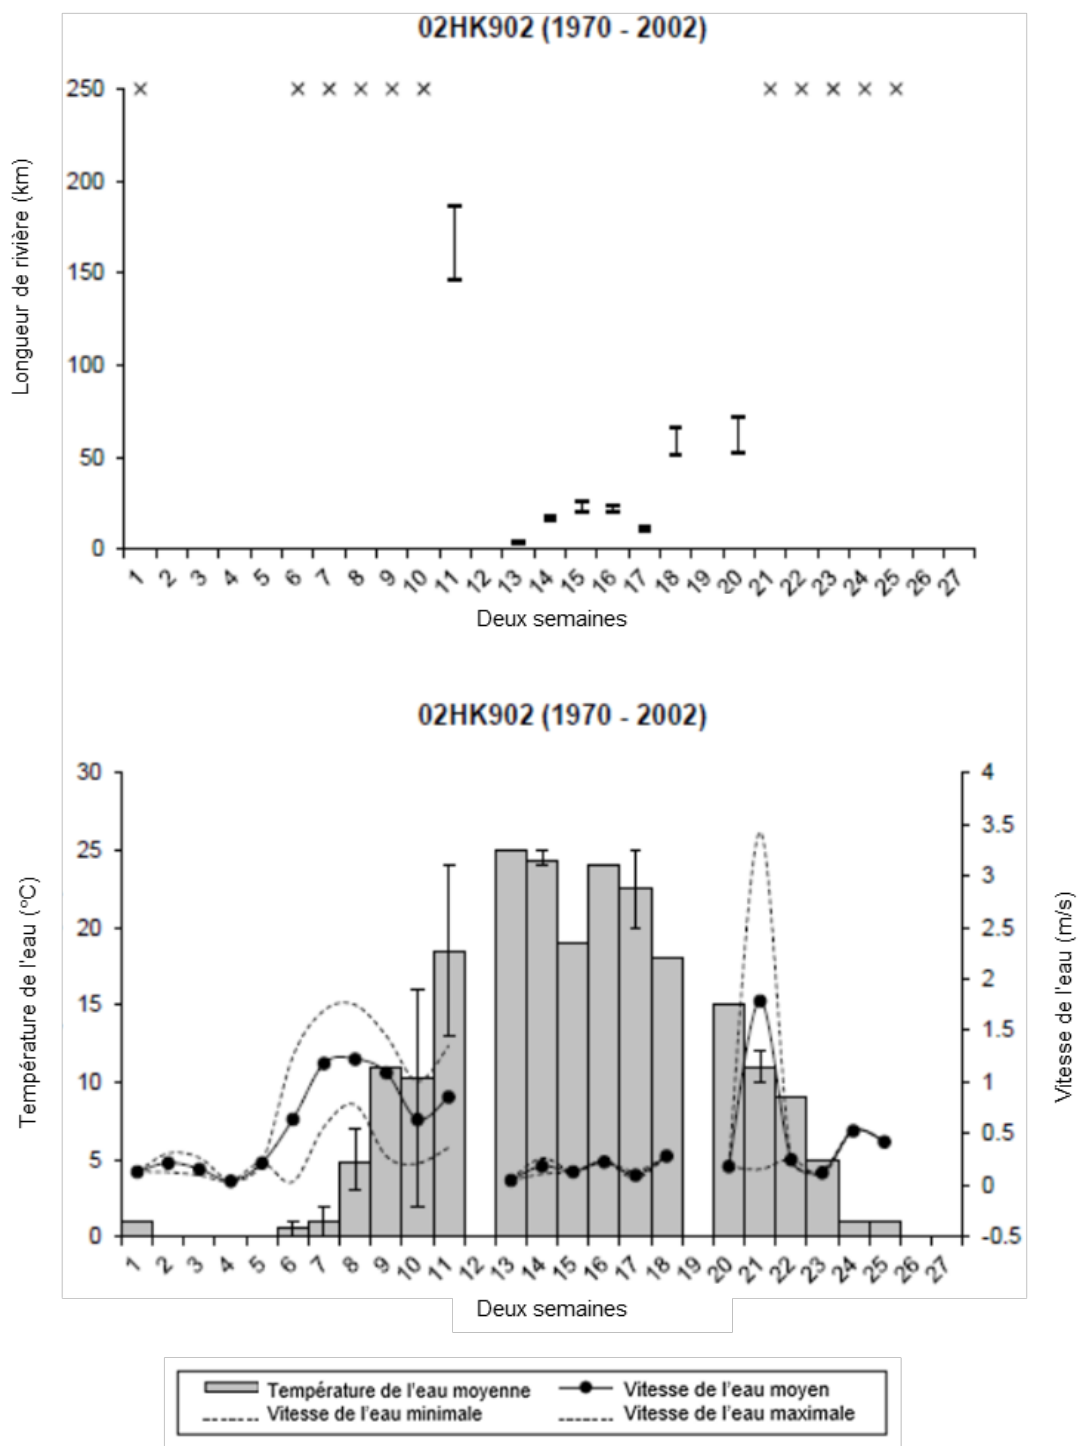 02HK902 (1970 - 2002)
Longueur de rivière (km)
250
200
150
100
50
0
1 2 3 4 5 6 7 8 9 10 11 12 13 14 15 16 17 18 19 20 21 22 23 24 25 26 27
Deux semaines
02HK902 (1970 - 2002)
Température de l'eau (°C)
30
25
20
15
10
5
0
4
3.5
3
2.5
2
1.5
1
0.5
0
-0.5
Vitesse de l'eau (m/s)
1 2 3 4 5 6 7 8 9 10 11 12 13 14 15 16 17 18 19 20 21 22 23 24 25 26 27
Deux semaines
Température de l'eau moyenne
Vitesse de l'eau moyen
Vitesse de l'eau minimale
Vitesse de l'eau maximale